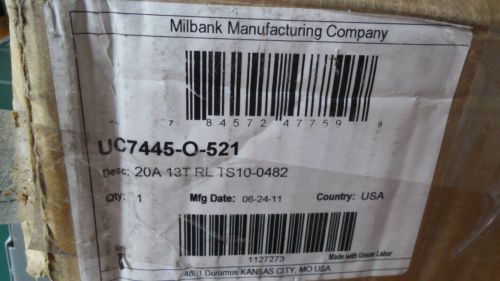 Milbank Manufacturing Company
7 84572 47759 9
UC7445-O-521
Desc: 20A 13T RL TS10-0482
Qty: 1 Mfg Date: 06-24-11 Country: USA
1127273 Made with Union Labor
4801 Deramus KANSAS CITY, MO USA